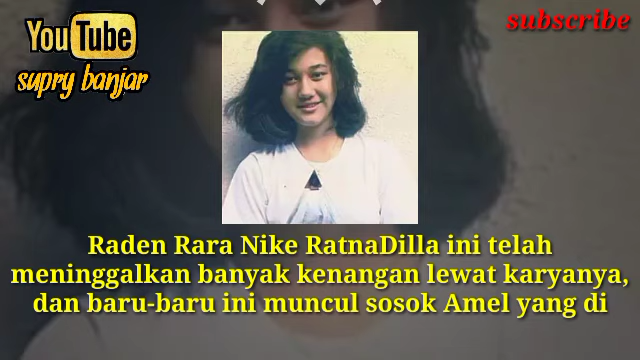 subscribe
YouTube
supry banjar
Raden Rara Nike RatnaDilla ini telah
meninggalkan banyak kenangan lewat karyanya,
dan baru-baru ini muncul sosok Amel yang di